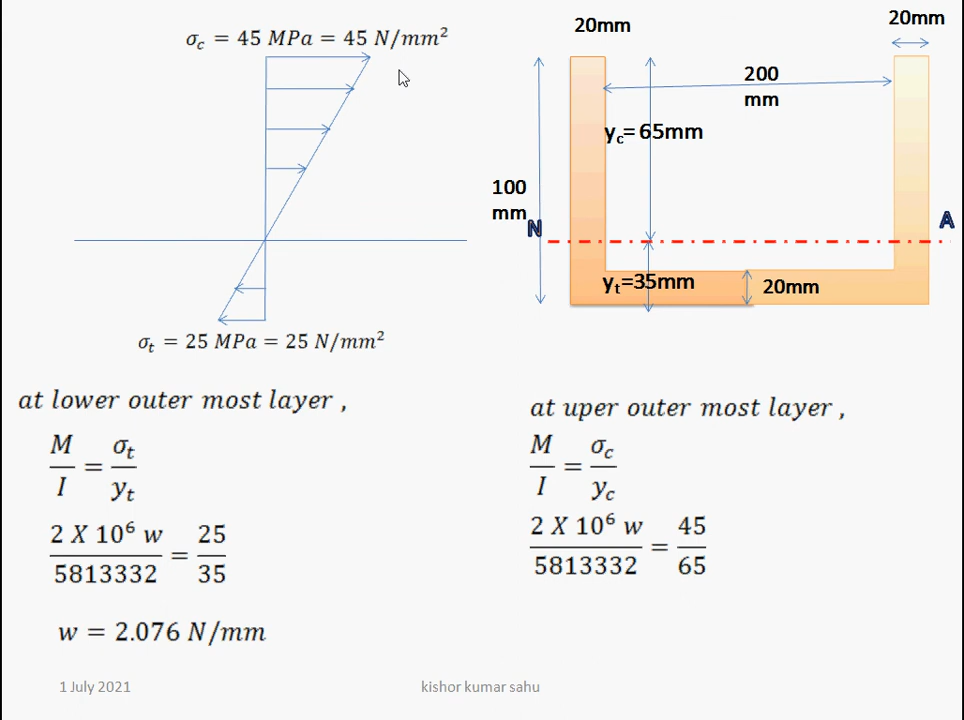 σc = 45 MPa = 45 N/mm²
20mm
20mm
200
mm
yc= 65mm
100
mm
N
A
yt=35mm
20mm
σt = 25 MPa = 25 N/mm²
at lower outer most layer ,
M/I = σt/yt
2 X 10⁶ w/5813332 = 25/35
w = 2.076 N/mm
at uper outer most layer ,
M/I = σc/yc
2 X 10⁶ w/5813332 = 45/65
1 July 2021
kishor kumar sahu